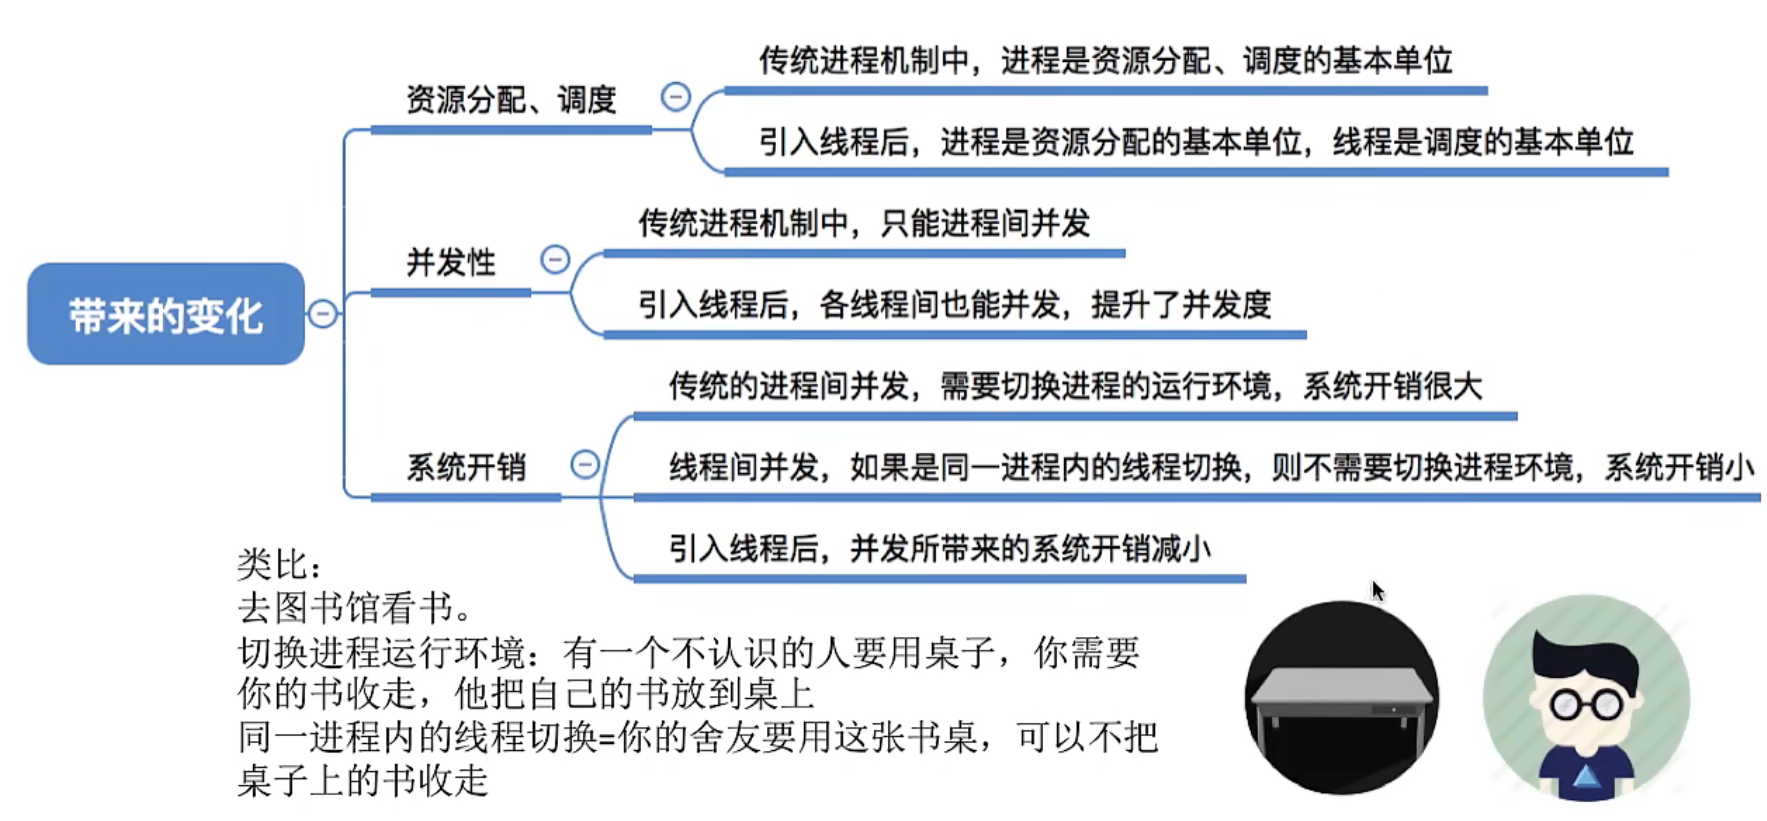 带来的变化
资源分配、调度
传统进程机制中，进程是资源分配、调度的基本单位
引入线程后，进程是资源分配的基本单位，线程是调度的基本单位
并发性
传统进程机制中，只能进程间并发
引入线程后，各线程间也能并发，提升了并发度
系统开销
传统的进程间并发，需要切换进程的运行环境，系统开销很大
线程间并发，如果是同一进程内的线程切换，则不需要切换进程环境，系统开销小
引入线程后，并发所带来的系统开销减小
类比：
去图书馆看书。
切换进程运行环境：有一个不认识的人要用桌子，你需要
你的书收走，他把自己的书放到桌上
同一进程内的线程切换=你的舍友要用这张书桌，可以不把
桌子上的书收走